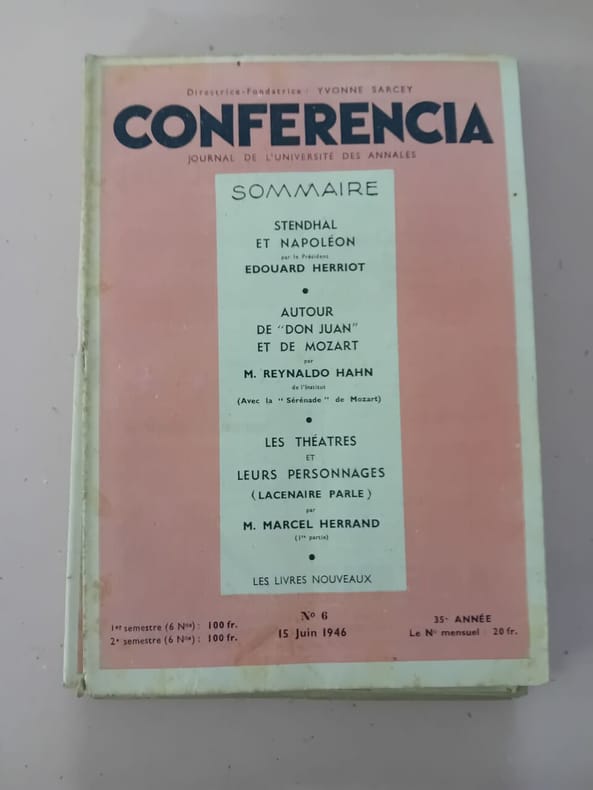 Directrice-Fondatrice : YVONNE SARCEY
CONFERENCIA
JOURNAL DE L'UNIVERSITÉ DES ANNALES
SOMMAIRE
STENDHAL
ET NAPOLÉON
par le Président
EDOUARD HERRIOT
●
AUTOUR
DE "DON JUAN"
ET DE MOZART
par
M. REYNALDO HAHN
de l'Institut
(Avec la "Sérénade" de Mozart)
●
LES THÉATRES
ET
LEURS PERSONNAGES
(LACENAIRE PARLE)
par
M. MARCEL HERRAND
(1re partie)
●
LES LIVRES NOUVEAUX
1er semestre (6 Nos) : 100 fr.
2e semestre (6 Nos) : 100 fr.
No 6
15 Juin 1946
35e ANNÉE
Le No mensuel : 20 fr.